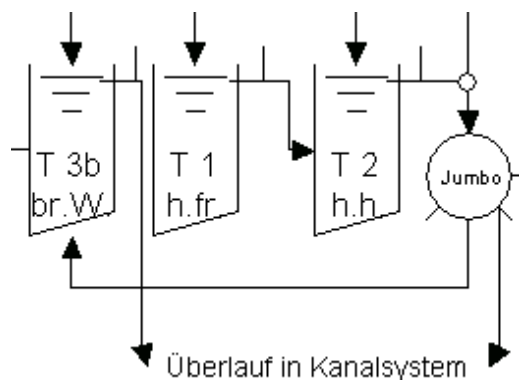 T 3b
br.W
T 1
h.fr
T 2
h.h
Jumbo
Überlauf in Kanalsystem